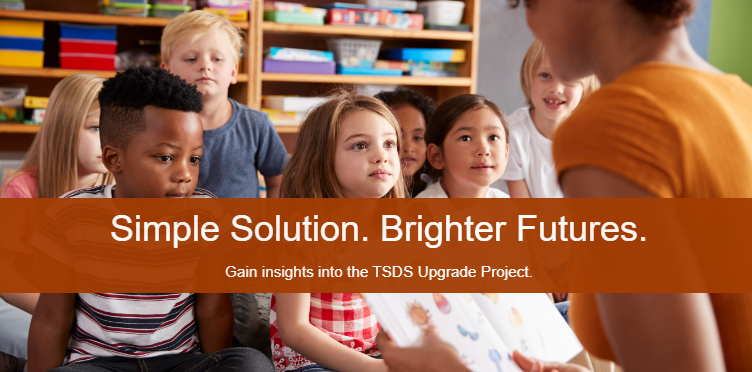 Simple Solution. Brighter Futures.
Gain insights into the TSDS Upgrade Project.